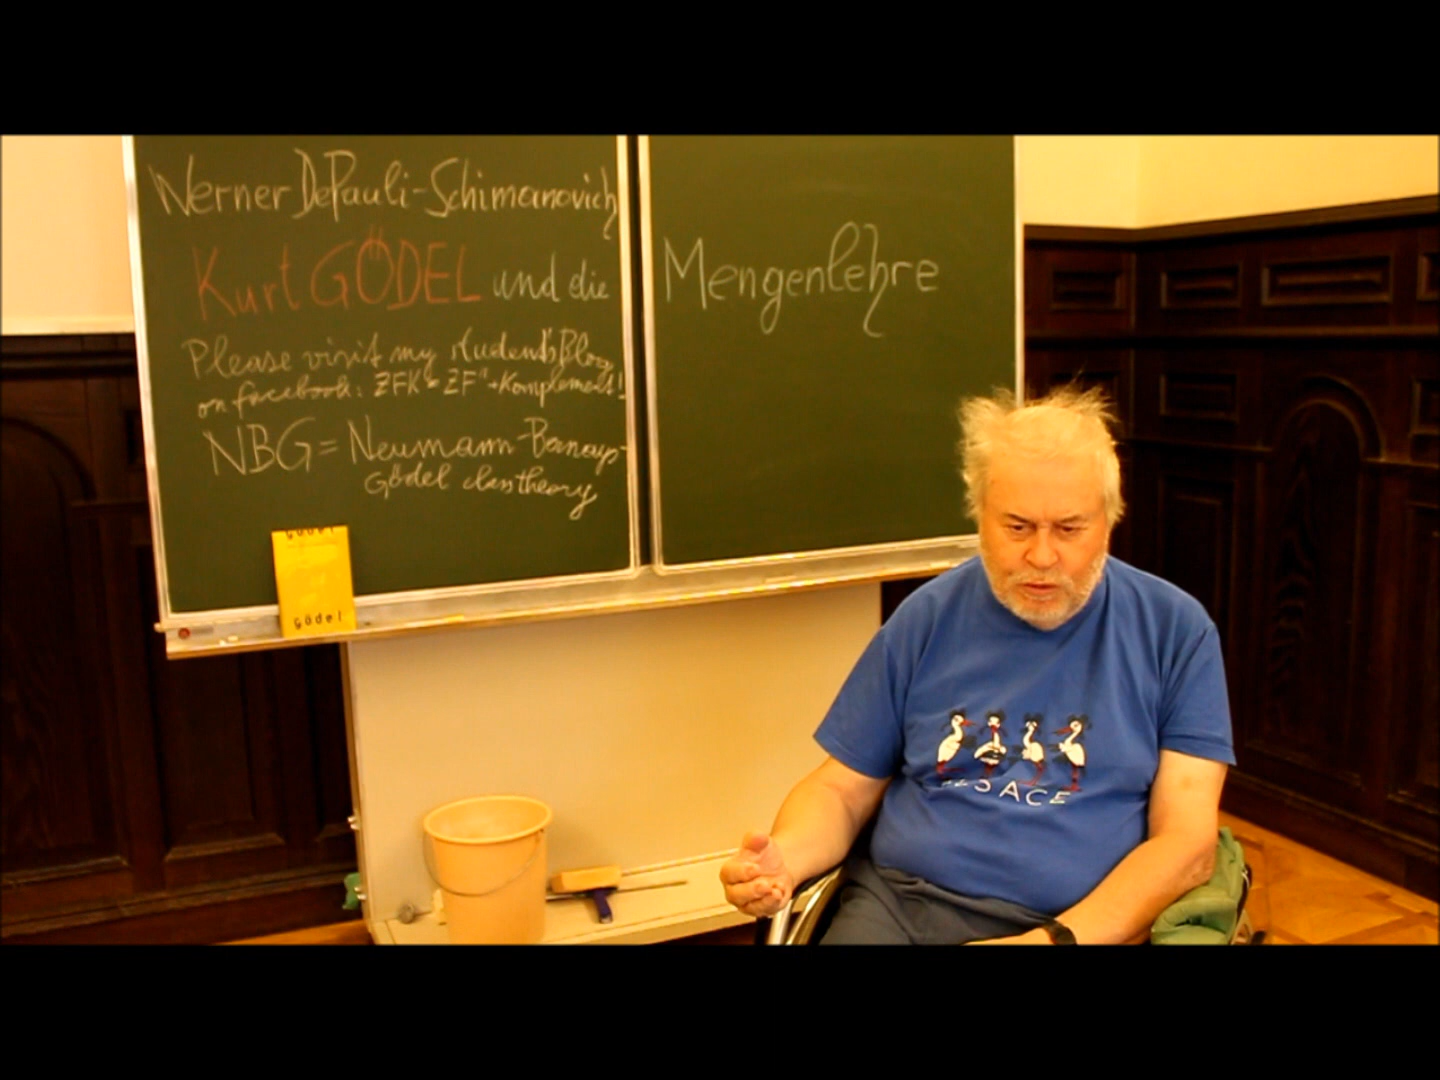 Werner DePauli-Schimanovich
Kurt GÖDEL und die
Please visit my students Blog
on facebook: ZFK = ZF + Komplement!
NBG = Neumann-Bernays-
Gödel class theory
Mengenlehre
gödel
gödel